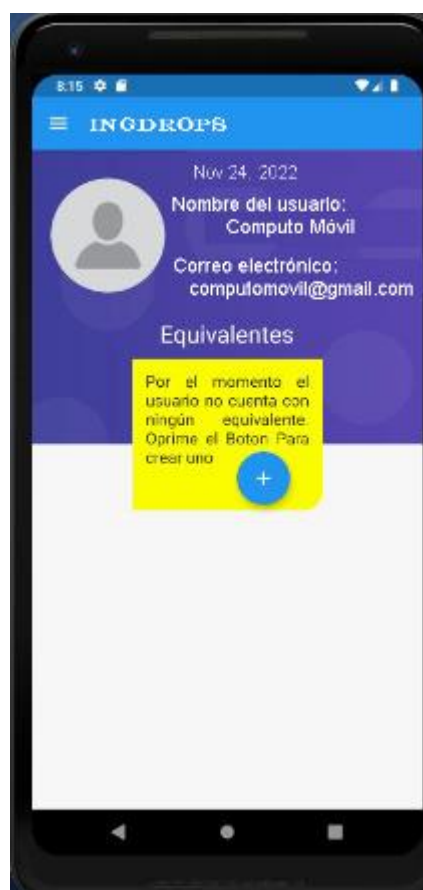 8:15
INGDROPS
Nov 24, 2022
Nombre del usuario:
Computo Móvil
Correo electrónico:
computomovil@gmail.com
Equivalentes
Por el momento el
usuario no cuenta con
ningún equivalente.
Oprime el Boton Para
crear uno
+